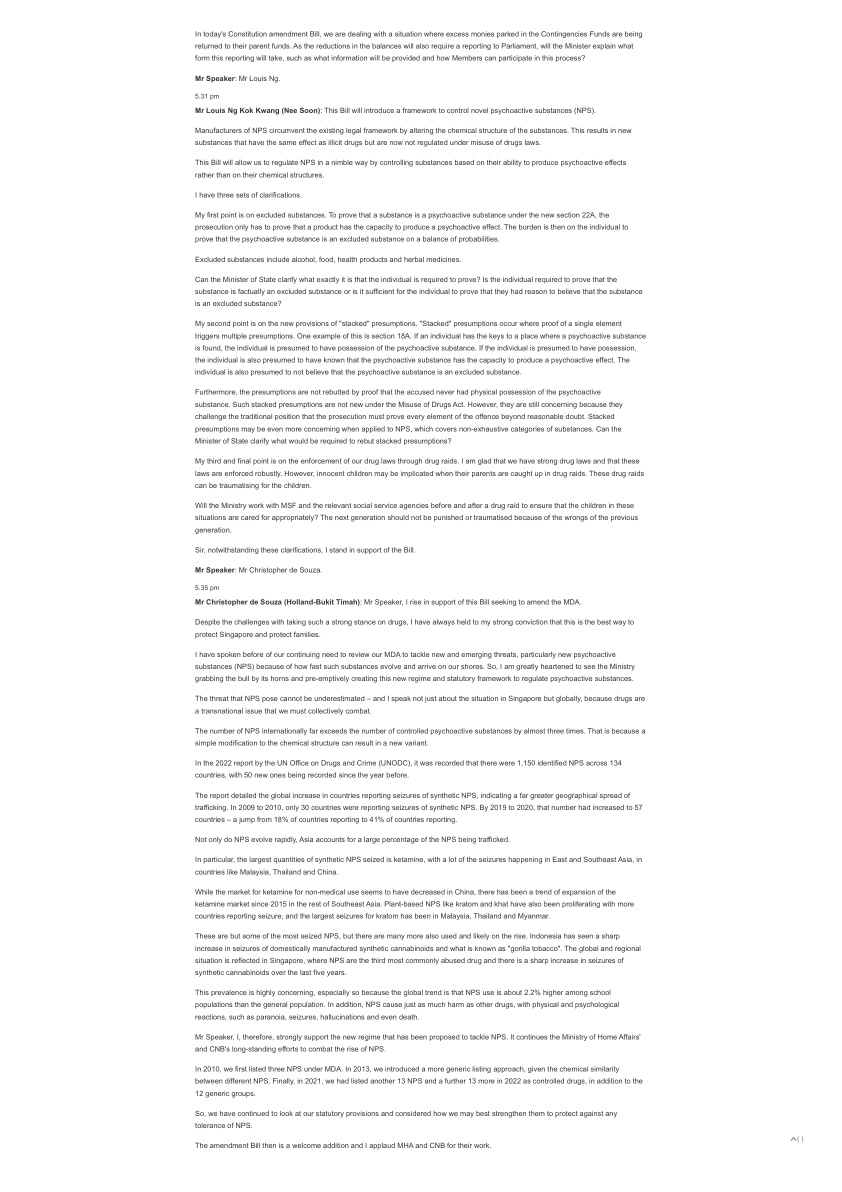 In today's Constitution amendment Bill, we are dealing with a situation where excess monies parked in the Contingencies Funds are being
returned to their parent funds. As the reductions in the balances will also require a reporting to Parliament, will the Minister explain what
form this reporting will take, such as what information will be provided and how Members can participate in this process?
Mr Speaker: Mr Louis Ng.
5.31 pm
Mr Louis Ng Kok Kwang (Nee Soon): This Bill will introduce a framework to control novel psychoactive substances (NPS).
Manufacturers of NPS circumvent the existing legal framework by altering the chemical structure of the substances. This results in new
substances that have the same effect as illicit drugs but are now not regulated under misuse of drugs laws.
This Bill will allow us to regulate NPS in a nimble way by controlling substances based on their ability to produce psychoactive effects
rather than on their chemical structures.
I have three sets of clarifications.
My first point is on excluded substances. To prove that a substance is a psychoactive substance under the new section 22A, the
prosecution only has to prove that a product has the capacity to produce a psychoactive effect. The burden is then on the individual to
prove that the psychoactive substance is an excluded substance on a balance of probabilities.
Excluded substances include alcohol, food, health products and herbal medicines.
Can the Minister of State clarify what exactly it is that the individual is required to prove? Is the individual required to prove that the
substance is factually an excluded substance or is it sufficient for the individual to prove that they had reason to believe that the substance
is an excluded substance?
My second point is on the new provisions of "stacked" presumptions. "Stacked" presumptions occur where proof of a single element
triggers multiple presumptions. One example of this is section 18A. If an individual has the keys to a place where a psychoactive substance
is found, the individual is presumed to have possession of the psychoactive substance. If the individual is presumed to have possession,
the individual is also presumed to have known that the psychoactive substance has the capacity to produce a psychoactive effect. The
individual is also presumed to not believe that the psychoactive substance is an excluded substance.
Furthermore, the presumptions are not rebutted by proof that the accused never had physical possession of the psychoactive
substance. Such stacked presumptions are not new under the Misuse of Drugs Act. However, they are still concerning because they
challenge the traditional position that the prosecution must prove every element of the offence beyond reasonable doubt. Stacked
presumptions may be even more concerning when applied to NPS, which covers non-exhaustive categories of substances. Can the
Minister of State clarify what would be required to rebut stacked presumptions?
My third and final point is on the enforcement of our drug laws through drug raids. I am glad that we have strong drug laws and that these
laws are enforced robustly. However, innocent children may be implicated when their parents are caught up in drug raids. These drug raids
can be traumatising for the children.
Will the Ministry work with MSF and the relevant social service agencies before and after a drug raid to ensure that the children in these
situations are cared for appropriately? The next generation should not be punished or traumatised because of the wrongs of the previous
generation.
Sir, notwithstanding these clarifications, I stand in support of the Bill.
Mr Speaker: Mr Christopher de Souza.
5.35 pm
Mr Christopher de Souza (Holland-Bukit Timah): Mr Speaker, I rise in support of this Bill seeking to amend the MDA.
Despite the challenges with taking such a strong stance on drugs, I have always held to my strong conviction that this is the best way to
protect Singapore and protect families.
I have spoken before of our continuing need to review our MDA to tackle new and emerging threats, particularly new psychoactive
substances (NPS) because of how fast such substances evolve and arrive on our shores. So, I am greatly heartened to see the Ministry
grabbing the bull by its horns and pre-emptively creating this new regime and statutory framework to regulate psychoactive substances.
The threat that NPS pose cannot be underestimated – and I speak not just about the situation in Singapore but globally, because drugs are
a transnational issue that we must collectively combat.
The number of NPS internationally far exceeds the number of controlled psychoactive substances by almost three times. That is because a
simple modification to the chemical structure can result in a new variant.
In the 2022 report by the UN Office on Drugs and Crime (UNODC), it was recorded that there were 1,150 identified NPS across 134
countries, with 50 new ones being recorded since the year before.
The report detailed the global increase in countries reporting seizures of synthetic NPS, indicating a far greater geographical spread of
trafficking. In 2009 to 2010, only 30 countries were reporting seizures of synthetic NPS. By 2019 to 2020, that number had increased to 57
countries – a jump from 18% of countries reporting to 41% of countries reporting.
Not only do NPS evolve rapidly, Asia accounts for a large percentage of the NPS being trafficked.
In particular, the largest quantities of synthetic NPS seized is ketamine, with a lot of the seizures happening in East and Southeast Asia, in
countries like Malaysia, Thailand and China.
While the market for ketamine for non-medical use seems to have decreased in China, there has been a trend of expansion of the
ketamine market since 2015 in the rest of Southeast Asia. Plant-based NPS like kratom and khat have also been proliferating with more
countries reporting seizure, and the largest seizures for kratom has been in Malaysia, Thailand and Myanmar.
These are but some of the most seized NPS, but there are many more also used and likely on the rise. Indonesia has seen a sharp
increase in seizures of domestically manufactured synthetic cannabinoids and what is known as "gorilla tobacco". The global and regional
situation is reflected in Singapore, where NPS are the third most commonly abused drug and there is a sharp increase in seizures of
synthetic cannabinoids over the last five years.
This prevalence is highly concerning, especially so because the global trend is that NPS use is about 2.2% higher among school
populations than the general population. In addition, NPS cause just as much harm as other drugs, with physical and psychological
reactions, such as paranoia, seizures, hallucinations and even death.
Mr Speaker, I, therefore, strongly support the new regime that has been proposed to tackle NPS. It continues the Ministry of Home Affairs'
and CNB's long-standing efforts to combat the rise of NPS.
In 2010, we first listed three NPS under MDA. In 2013, we introduced a more generic listing approach, given the chemical similarity
between different NPS. Finally, in 2021, we had listed another 13 NPS and a further 13 more in 2022 as controlled drugs, in addition to the
12 generic groups.
So, we have continued to look at our statutory provisions and considered how we may best strengthen them to protect against any
tolerance of NPS.
The amendment Bill then is a welcome addition and I applaud MHA and CNB for their work.